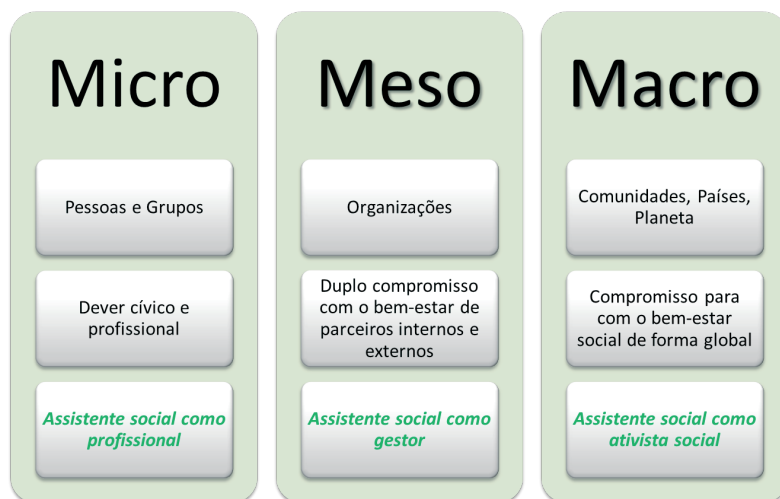 Micro
Pessoas e Grupos
Dever cívico e
profissional
Assistente social como
profissional
Meso
Organizações
Duplo compromisso
com o bem-estar de
parceiros internos e
externos
Assistente social como
gestor
Macro
Comunidades, Países,
Planeta
Compromisso para
com o bem-estar
social de forma global
Assistente social como
ativista social